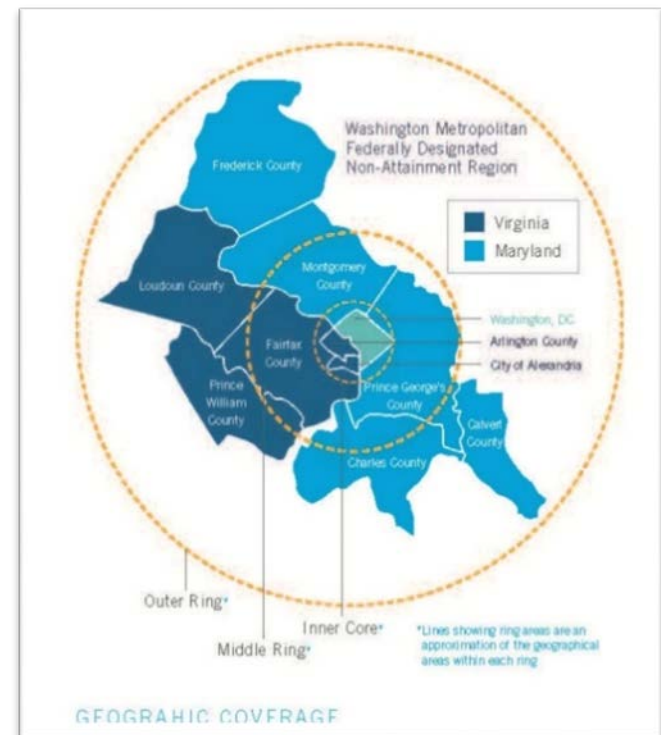 Washington Metropolitan
Federally Designated
Non-Attainment Region
Frederick County
Virginia
Maryland
Montgomery
County
Loudoun County
Washington, DC
Arlington County
City of Alexandria
Fairfax
County
Prince
William
County
Prince George's
County
Calvert
County
Charles County
Outer Ring*
Middle Ring*
Inner Core*
*Lines showing ring areas are an
approximation of the geographical
areas within each ring
GEOGRAHIC COVERAGE